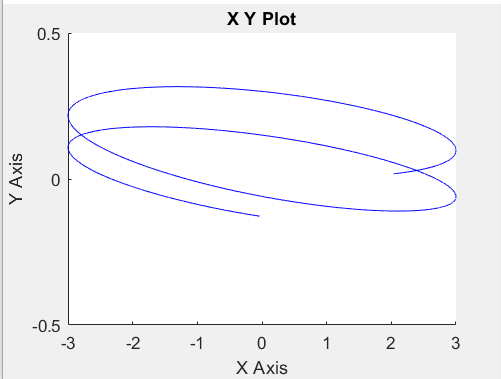 X Y Plot
0.5
0
-0.5
Y Axis
-3 -2 -1 0 1 2 3
X Axis